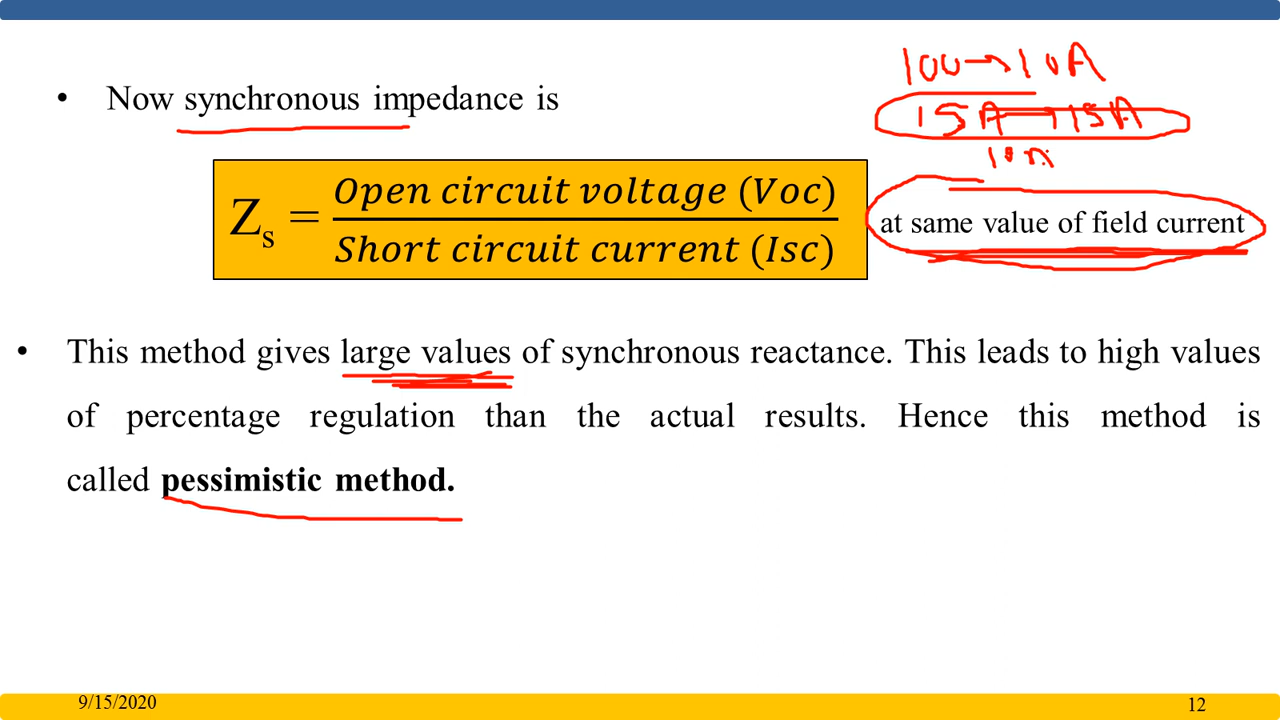 100 → 10A
• Now synchronous impedance is
15A → 15A
Zs = Open circuit voltage (Voc) / Short circuit current (Isc)
at same value of field current
• This method gives large values of synchronous reactance. This leads to high values
of percentage regulation than the actual results. Hence this method is
called pessimistic method.
9/15/2020
12